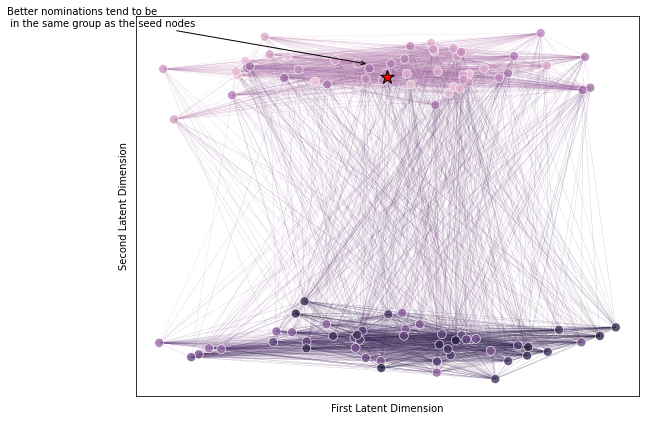 Better nominations tend to be
in the same group as the seed nodes
Second Latent Dimension
First Latent Dimension